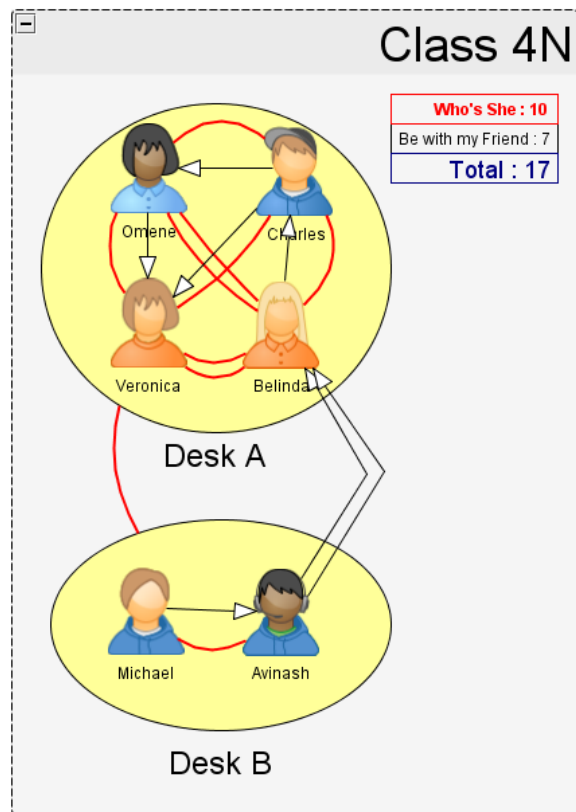 Class 4N
Who's She : 10
Be with my Friend : 7
Total : 17
Omene
Charles
Veronica
Belinda
Desk A
Michael
Avinash
Desk B